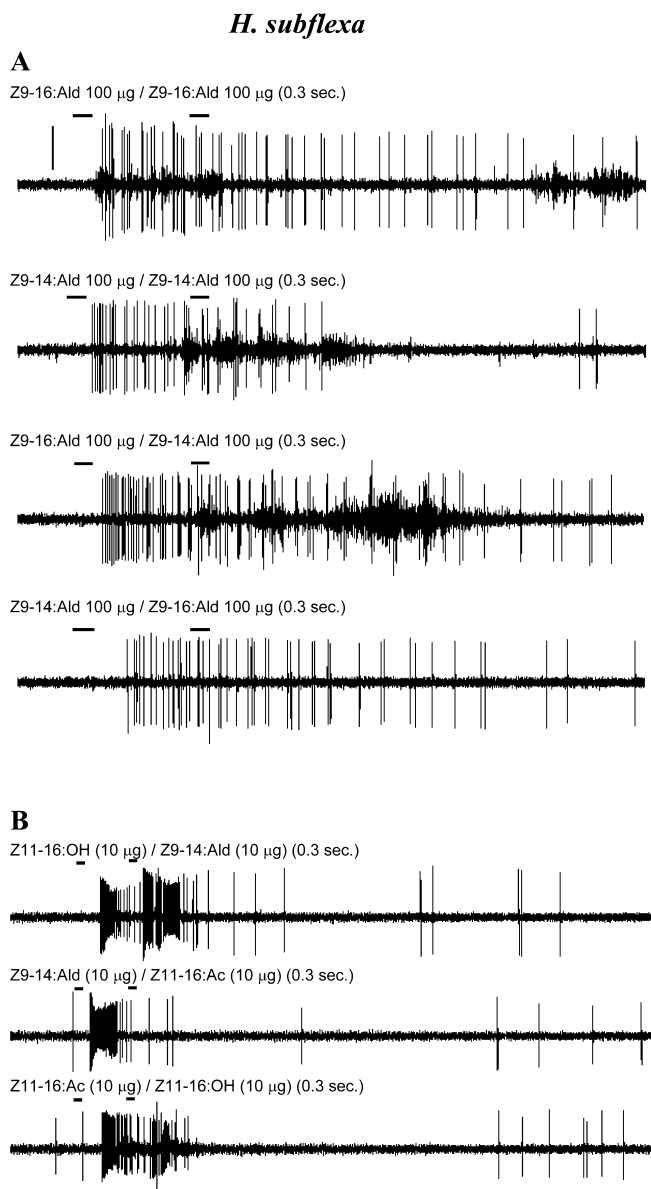 H. subflexa
A
Z9-16:Ald 100 µg / Z9-16:Ald 100 µg (0.3 sec.)
Z9-14:Ald 100 µg / Z9-14:Ald 100 µg (0.3 sec.)
Z9-16:Ald 100 µg / Z9-14:Ald 100 µg (0.3 sec.)
Z9-14:Ald 100 µg / Z9-16:Ald 100 µg (0.3 sec.)
B
Z11-16:OH (10 µg) / Z9-14:Ald (10 µg) (0.3 sec.)
Z9-14:Ald (10 µg) / Z11-16:Ac (10 µg) (0.3 sec.)
Z11-16:Ac (10 µg) / Z11-16:OH (10 µg) (0.3 sec.)